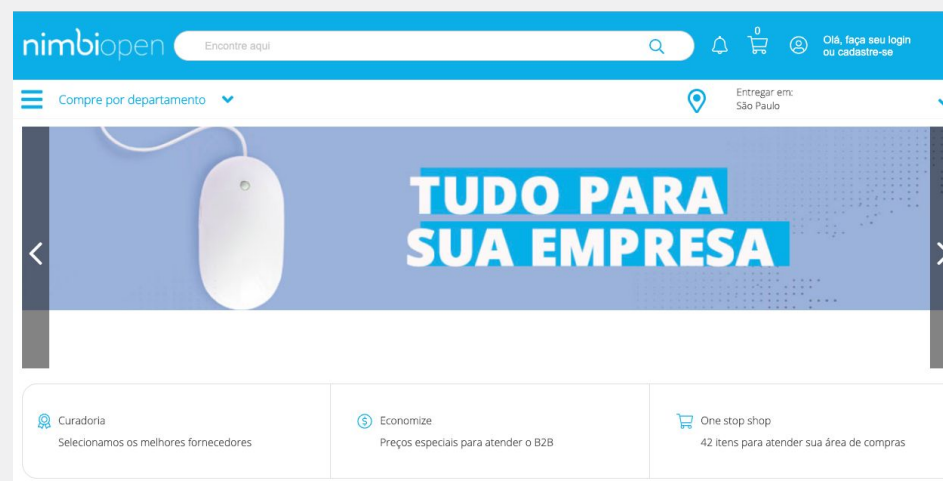 nimbiopen
Encontre aqui
0
Olá, faça seu login
ou cadastre-se
Compre por departamento
Entregar em:
São Paulo
TUDO PARA
SUA EMPRESA
Curadoria
Selecionamos os melhores fornecedores
Economize
Preços especiais para atender o B2B
One stop shop
42 itens para atender sua área de compras